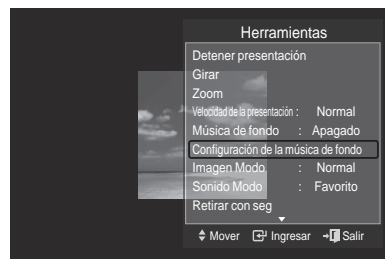 Herramientas
Detener presentación
Girar
Zoom
Velocidad de la presentación : Normal
Música de fondo : Apagado
Configuración de la música de fondo
Imagen Modo : Normal
Sonido Modo : Favorito
Retirar con seg
Mover Ingresar Salir